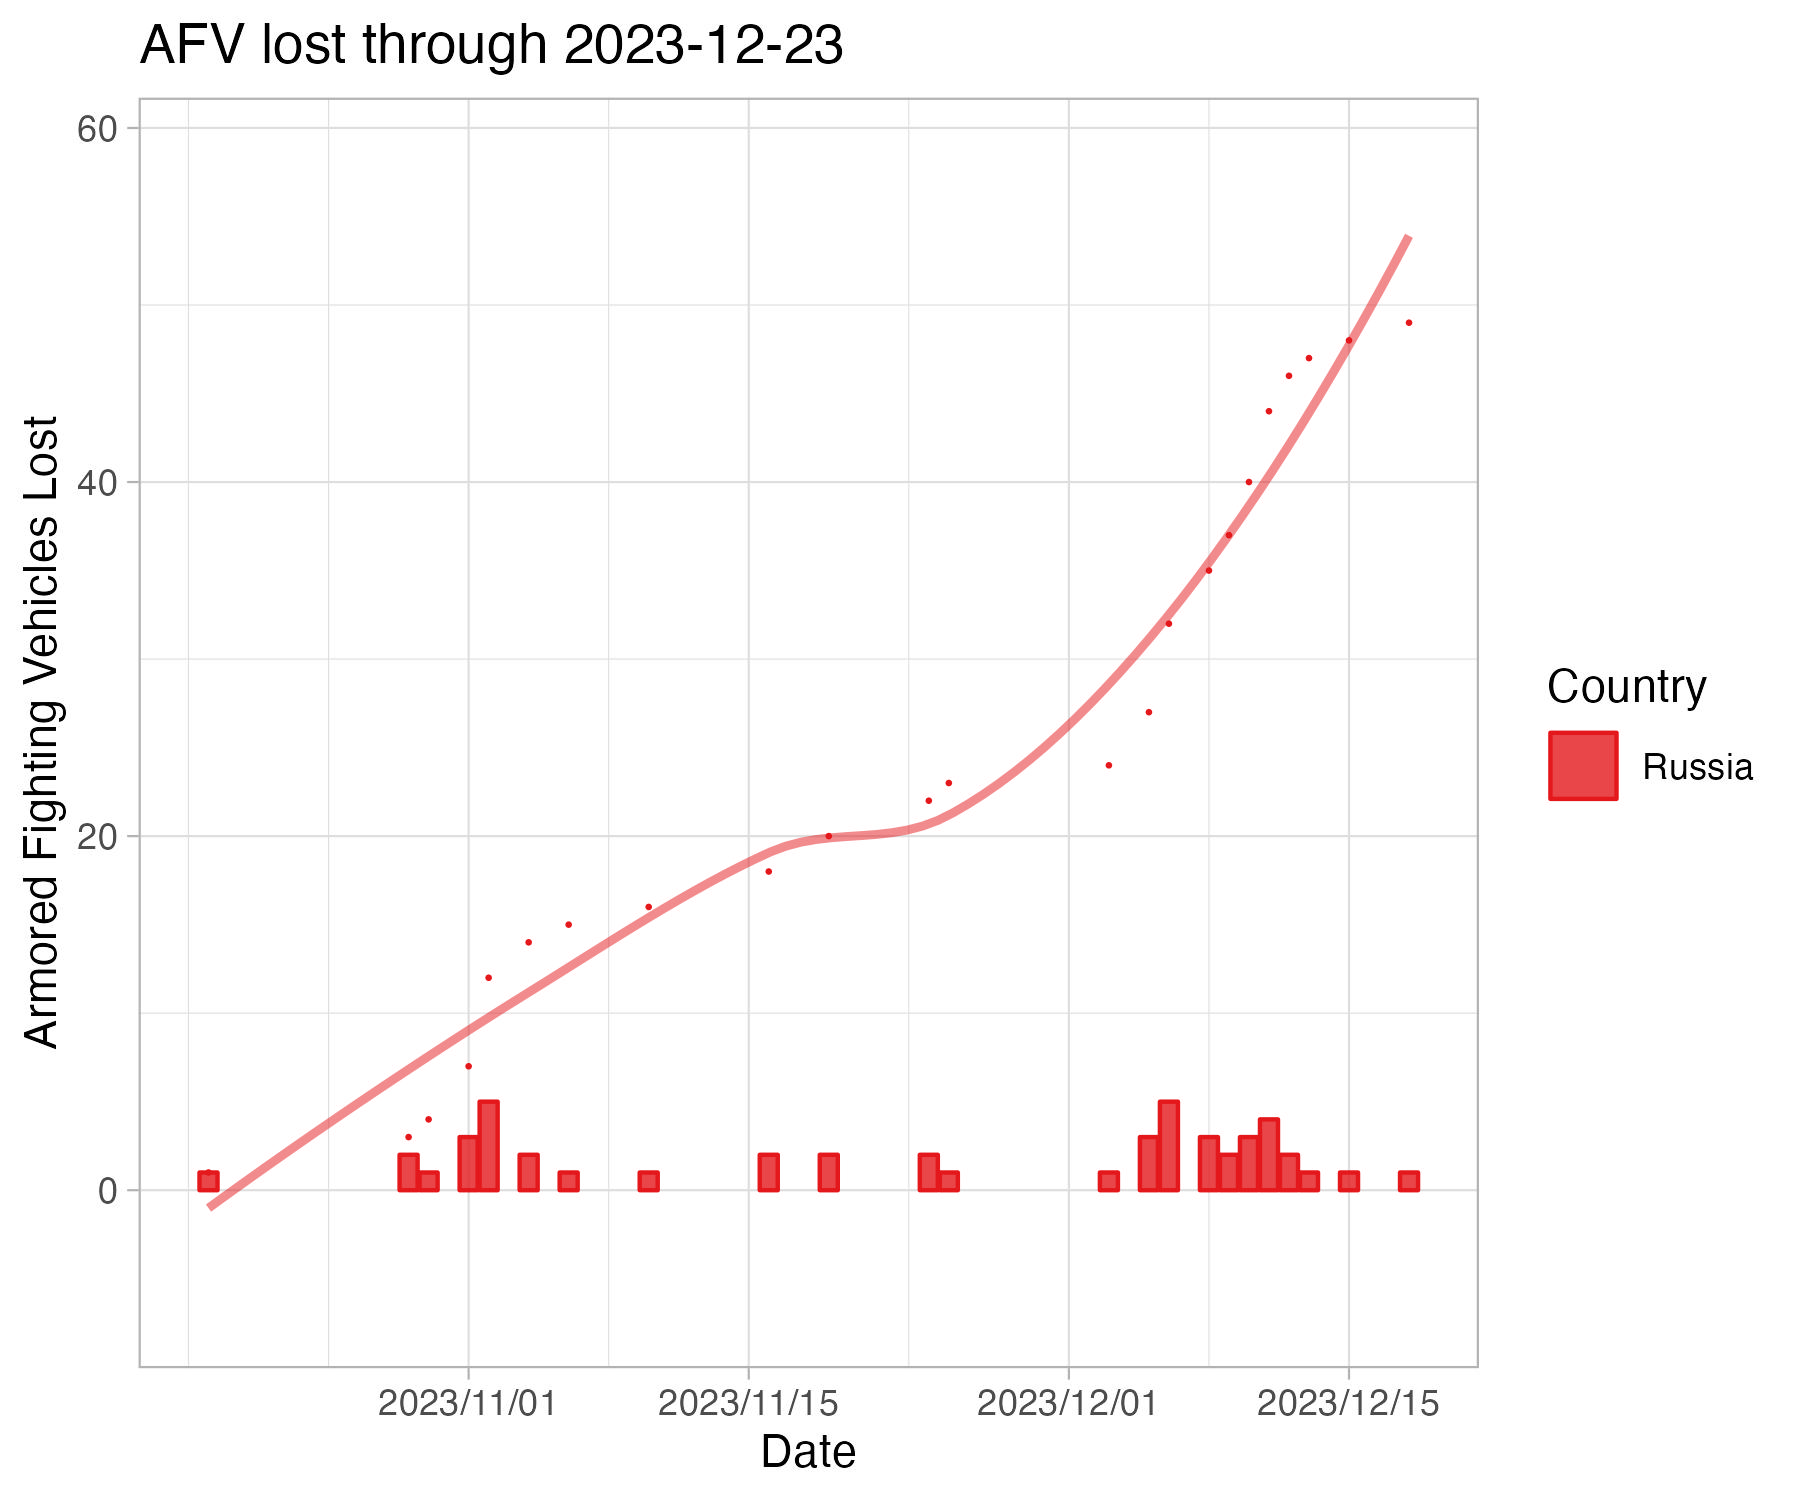 AFV lost through 2023-12-23
Armored Fighting Vehicles Lost
60
40
20
0
2023/11/01
2023/11/15
2023/12/01
2023/12/15
Date
Country
Russia